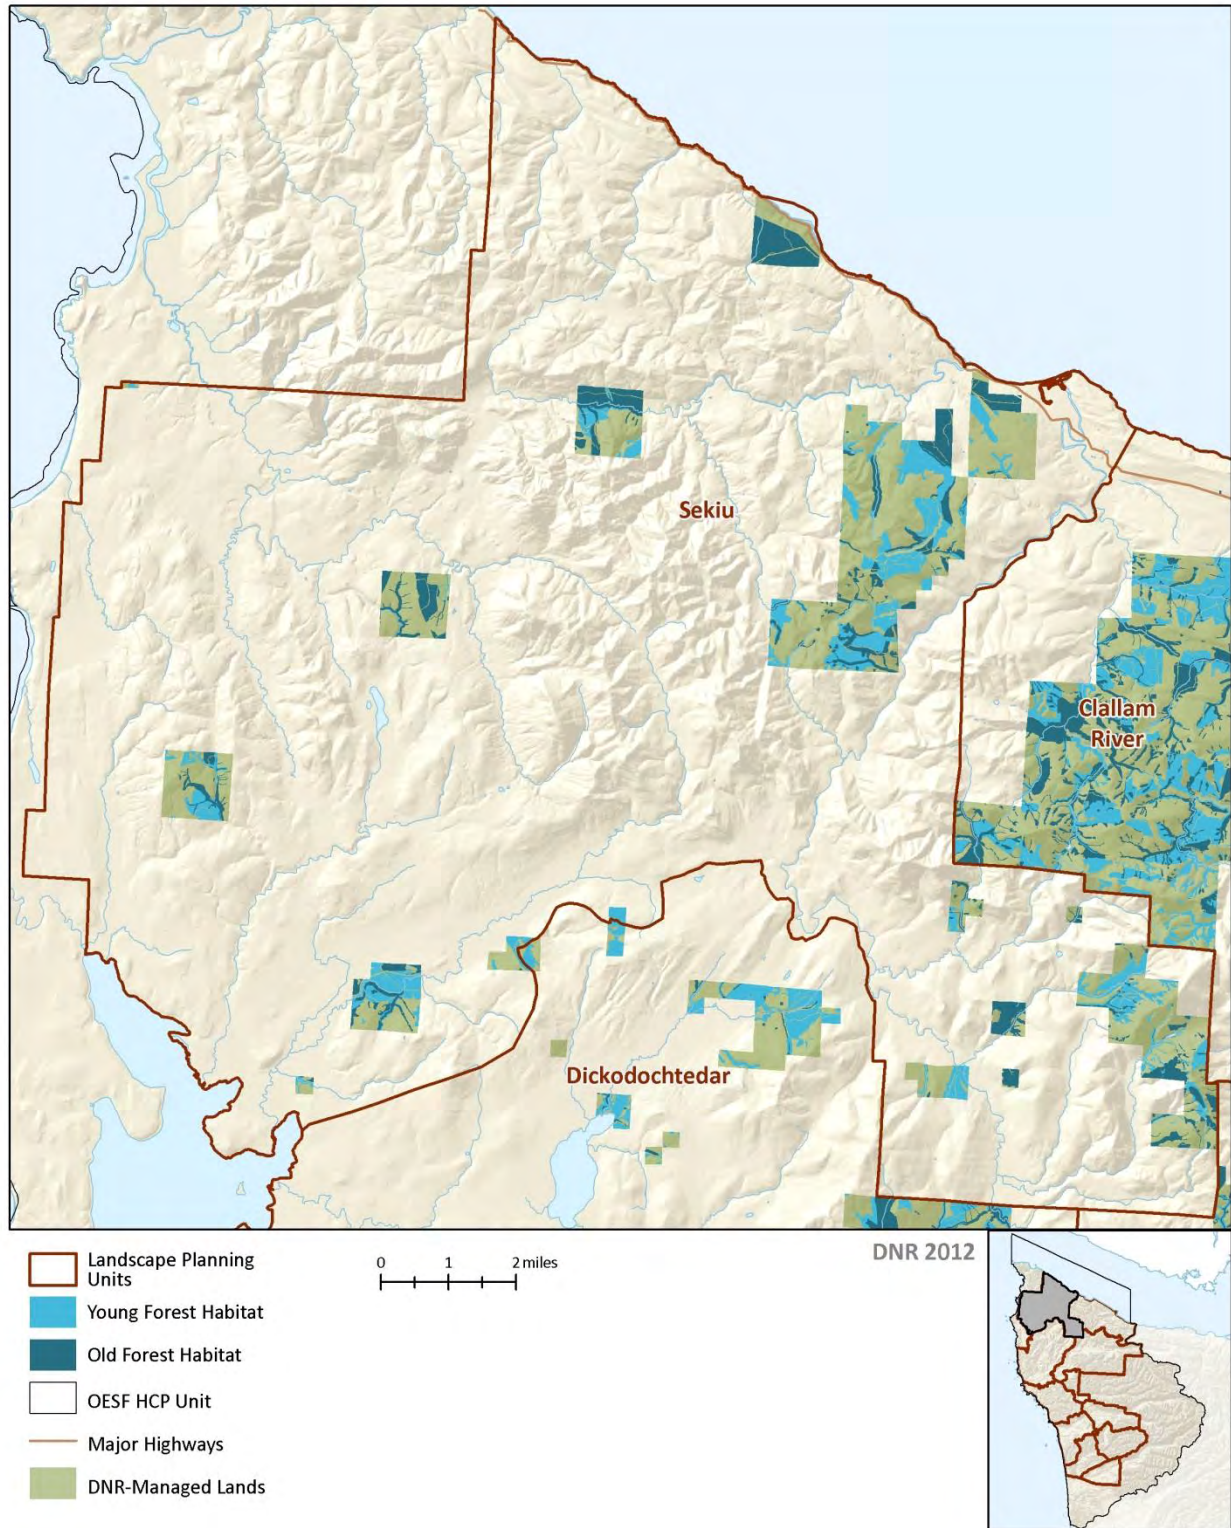 Sekiu
Clallam
River
Dickodochtedar
Landscape Planning
Units
Young Forest Habitat
Old Forest Habitat
OESF HCP Unit
Major Highways
DNR-Managed Lands
0 1 2 miles
DNR 2012